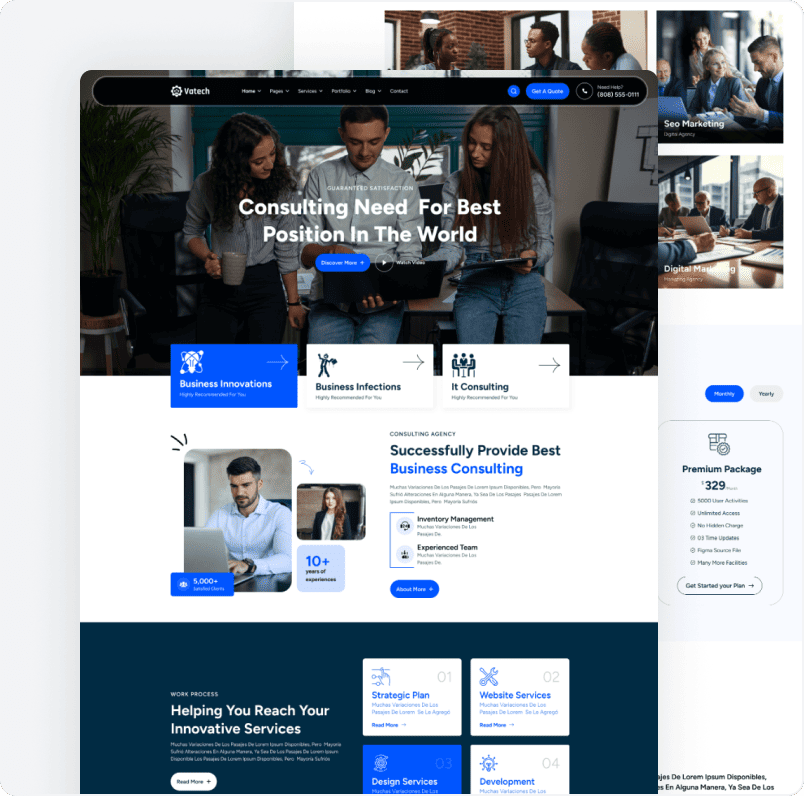 Vatech
Home
Pages
Services
Portfolio
Blog
Contact
Get A Quote
Need Help?
(808) 555-0111
GUARANTEED SATISFACTION
Consulting Need For Best
Position In The World
Discover More
Watch Video
Business Innovations
Highly Recommended For You
Business Infections
Highly Recommended For You
It Consulting
Highly Recommended For You
CONSULTING AGENCY
Successfully Provide Best
Business Consulting
Muchas Variaciones De Los Pasajes De Lorem Ipsum Disponibles, Pero Mayoría
Sufrió Alteraciones En Alguna Manera, Ya Sea De Los Pasajes Pasajes De Lorem
Ipsum Disponibles, Pero Mayoría Sufrióe
Inventory Management
Muchas Variaciones De Los
Pasajes De.
Experienced Team
Muchas Variaciones De Los
Pasajes De.
About More
5,000+
Satisfied Clients
10+
years of
experiences
WORK PROCESS
Helping You Reach Your
Innovative Services
Muchas Variaciones De Los Pasajes De Lorem Ipsum Disponibles, Pero Mayoría
Sufrió Alteraciones En Alguna Manera, Ya Sea De Los Pasajes De Lorem Ipsum
Disponible Los Pasajes De Lorem Ipsum Disponibles, Pero Mayoría Sufrióe
Read More +
01
Strategic Plan
Muchas Variaciones De Los
Pasajes De Lorem Se La Agregó
Read More →
02
Website Services
Muchas Variaciones De Los
Pasajes De Lorem Se La Agregó
Read More →
03
Design Services
Muchas Variaciones De Los
04
Development
Muchas Variaciones De Los
Seo Marketing
Digital Agency
Digital Marketing
Marketing Agency
Monthly
Yearly
Premium Package
$329
5000 User Activities
Unlimited Access
No Hidden Charge
03 Time Updates
Figma Source File
Many More Facilities
Get Started your Plan →
ajes De Lorem Ipsum Disponibles,
es En Alguna Manera, Ya Sea De Los